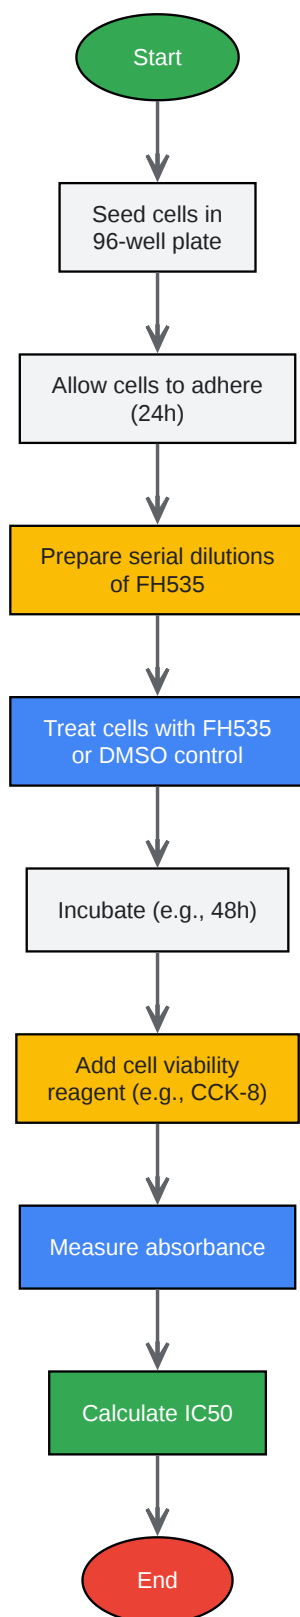 Start
Seed cells in
96-well plate
Allow cells to adhere
(24h)
Prepare serial dilutions
of FH535
Treat cells with FH535
or DMSO control
Incubate (e.g., 48h)
Add cell viability
reagent (e.g., CCK-8)
Measure absorbance
Calculate IC50
End